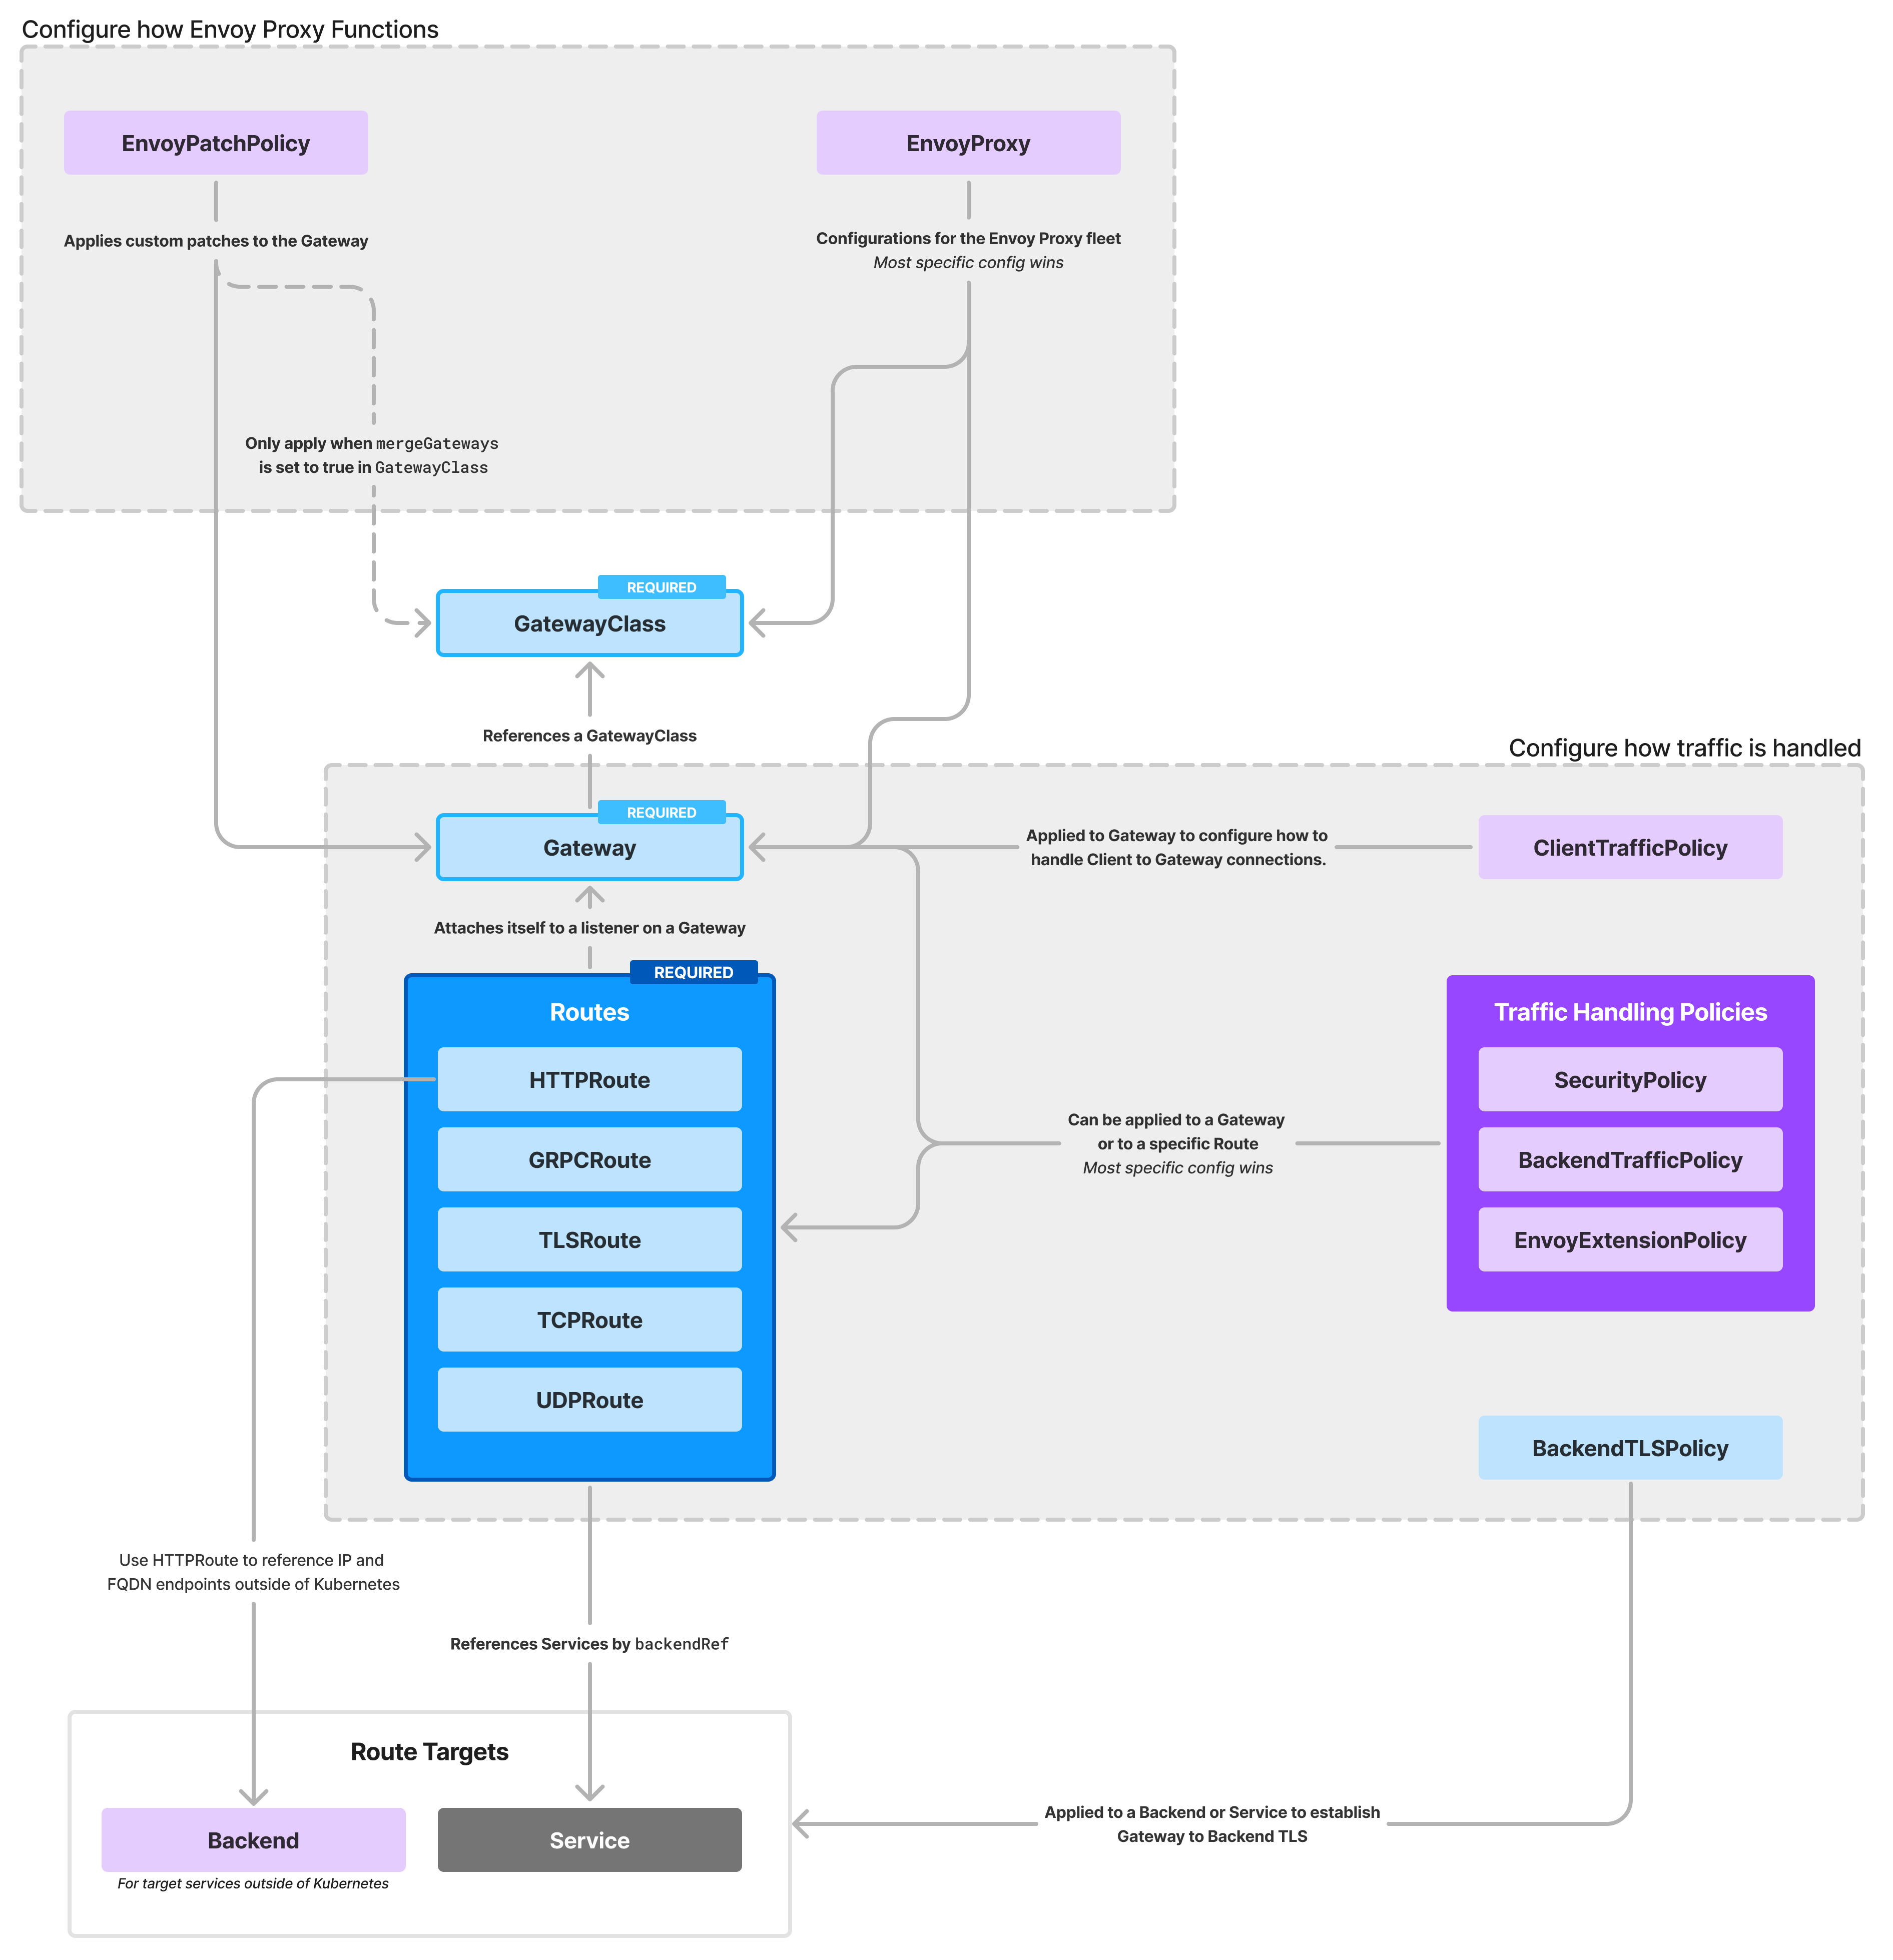 Configure how Envoy Proxy Functions
EnvoyPatchPolicy
EnvoyProxy
Applies custom patches to the Gateway
Configurations for the Envoy Proxy fleet
Most specific config wins
Only apply when mergeGateways
is set to true in GatewayClass
REQUIRED
GatewayClass
References a GatewayClass
Configure how traffic is handled
REQUIRED
Gateway
Applied to Gateway to configure how to
handle Client to Gateway connections.
ClientTrafficPolicy
Attaches itself to a listener on a Gateway
REQUIRED
Routes
HTTPRoute
GRPCRoute
TLSRoute
TCPRoute
UDPRoute
Can be applied to a Gateway
or to a specific Route
Most specific config wins
Traffic Handling Policies
SecurityPolicy
BackendTrafficPolicy
EnvoyExtensionPolicy
BackendTLSPolicy
Use HTTPRoute to reference IP and
FQDN endpoints outside of Kubernetes
References Services by backendRef
Route Targets
Backend
For target services outside of Kubernetes
Service
Applied to a Backend or Service to establish
Gateway to Backend TLS